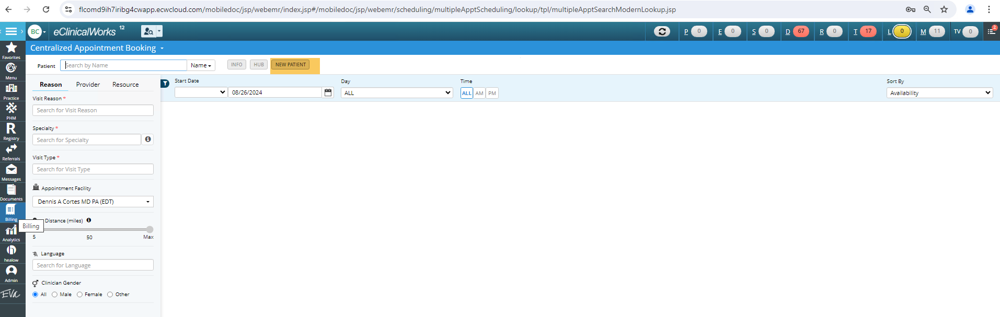 flcomd9ih7iribg4cwapp.ecwcloud.com/mobiledoc/jsp/webemr/index.jsp#/mobiledoc/jsp/webemr/scheduling/multipleApptScheduling/lookup/tpl/multipleApptSearchModernLookup.jsp
BC eClinicalWorks 12 P 0 E 0 S 0 D 67 R 0 T 17 L 0 M 11 TV 0 2
Favorites
Menu
Practice
PHM
Registry
Referrals
Messages
Documents
Billing
Billing
Analytics
healow
Admin
EVA
Centralized Appointment Booking
Patient Search by Name Name INFO HUB NEW PATIENT
Reason Provider Resource
Visit Reason *
Search for Visit Reason
Specialty *
Search for Specialty
Visit Type *
Search for Visit Type
Appointment Facility
Dennis A Cortes MD PA (EDT)
Distance (miles)
5 50 Max
Language
Search for Language
Clinician Gender
All Male Female Other
Start Date Day Time Sort By
08/26/2024 ALL ALL AM PM Availability